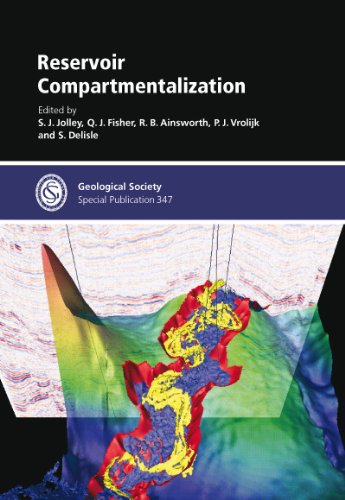 Reservoir
Compartmentalization
Edited by
S. J. Jolley, Q. J. Fisher, R. B. Ainsworth, P. J. Vrolijk
and S. Delisle
Geological Society
Special Publication 347